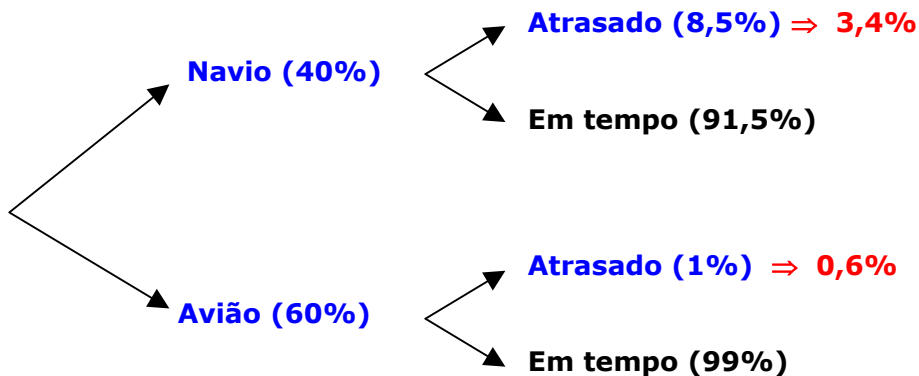 Atrasado (8,5%) ⇒ 3,4%
Navio (40%)
Em tempo (91,5%)
Atrasado (1%) ⇒ 0,6%
Avião (60%)
Em tempo (99%)